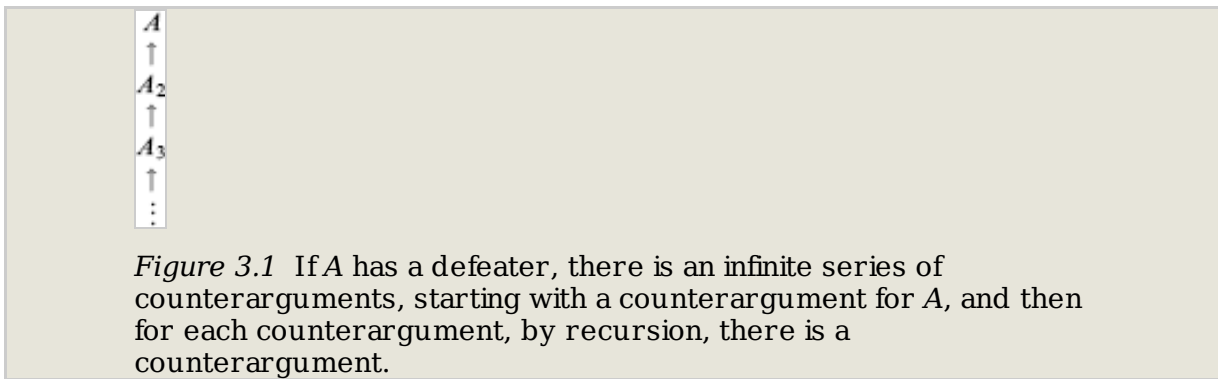 A
↑
A₂
↑
A₃
↑
⋮
Figure 3.1 If A has a defeater, there is an infinite series of
counterarguments, starting with a counterargument for A, and then
for each counterargument, by recursion, there is a
counterargument.